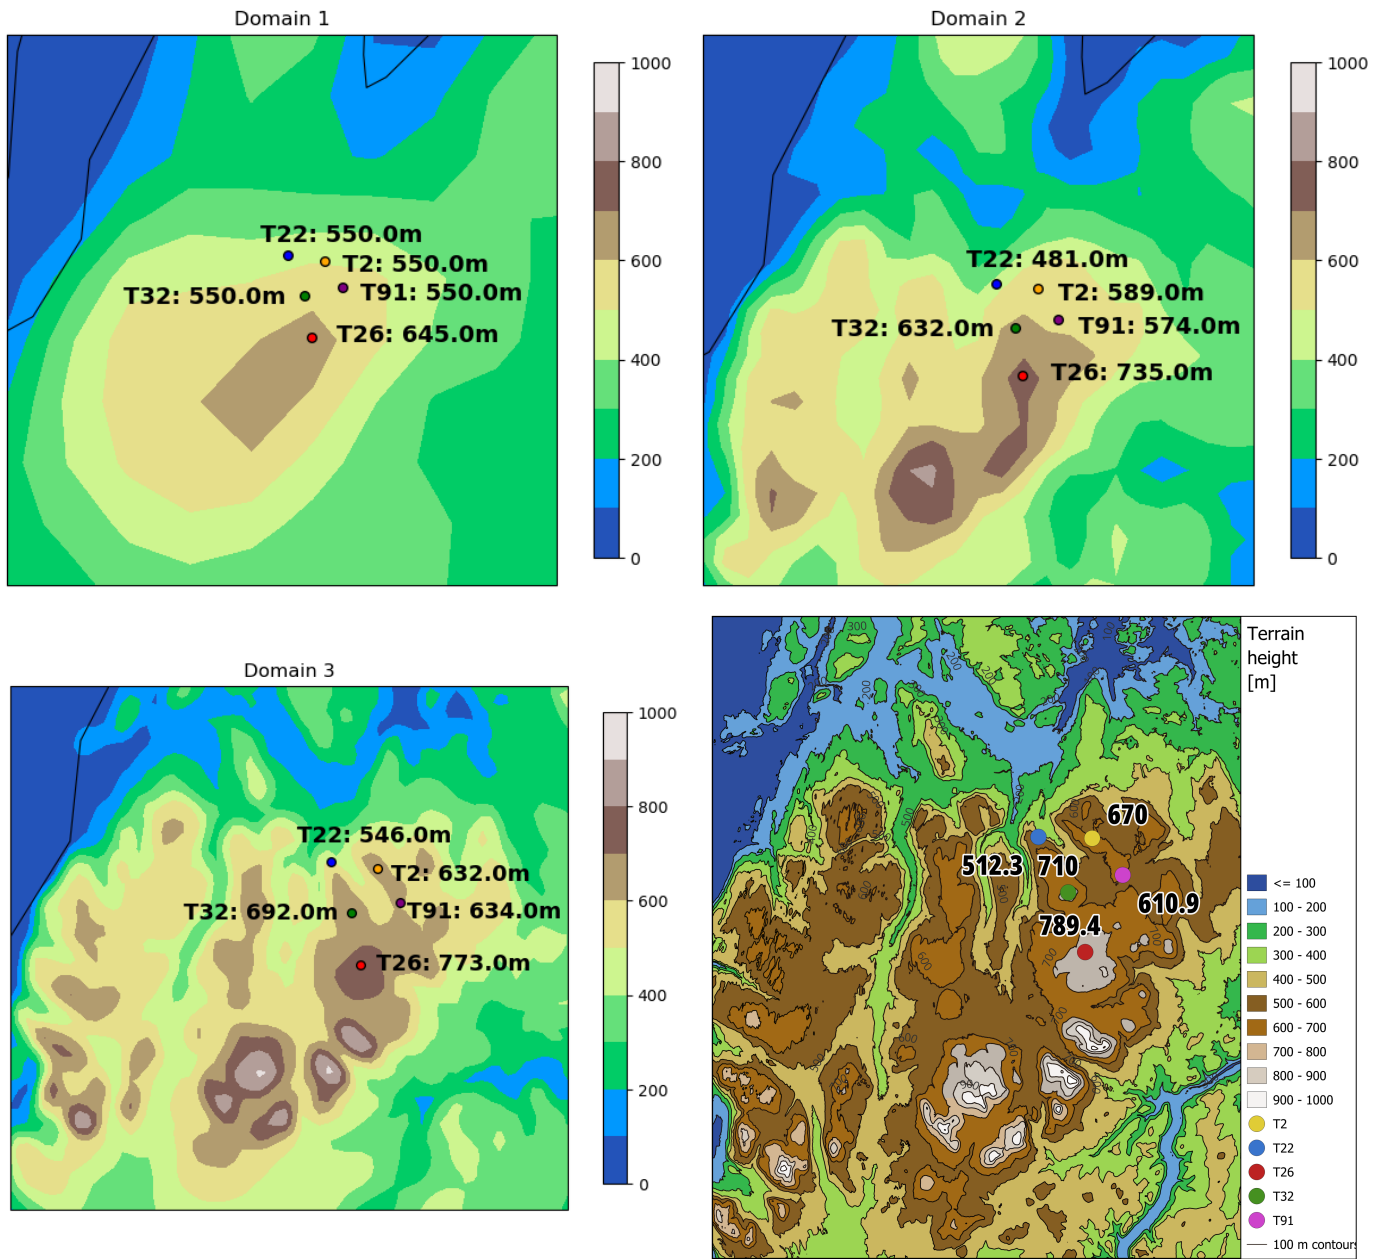 Domain 1
T22: 550.0m
T2: 550.0m
T32: 550.0m
T91: 550.0m
T26: 645.0m
1000
800
600
400
200
0
Domain 2
T22: 481.0m
T2: 589.0m
T32: 632.0m
T91: 574.0m
T26: 735.0m
1000
800
600
400
200
0
Domain 3
T22: 546.0m
T2: 632.0m
T32: 692.0m
T91: 634.0m
T26: 773.0m
1000
800
600
400
200
0
670
512.3
710
610.9
789.4
Terrain
height
[m]
<= 100
100 - 200
200 - 300
300 - 400
400 - 500
500 - 600
600 - 700
700 - 800
800 - 900
900 - 1000
T2
T22
T26
T32
T91
100 m contours